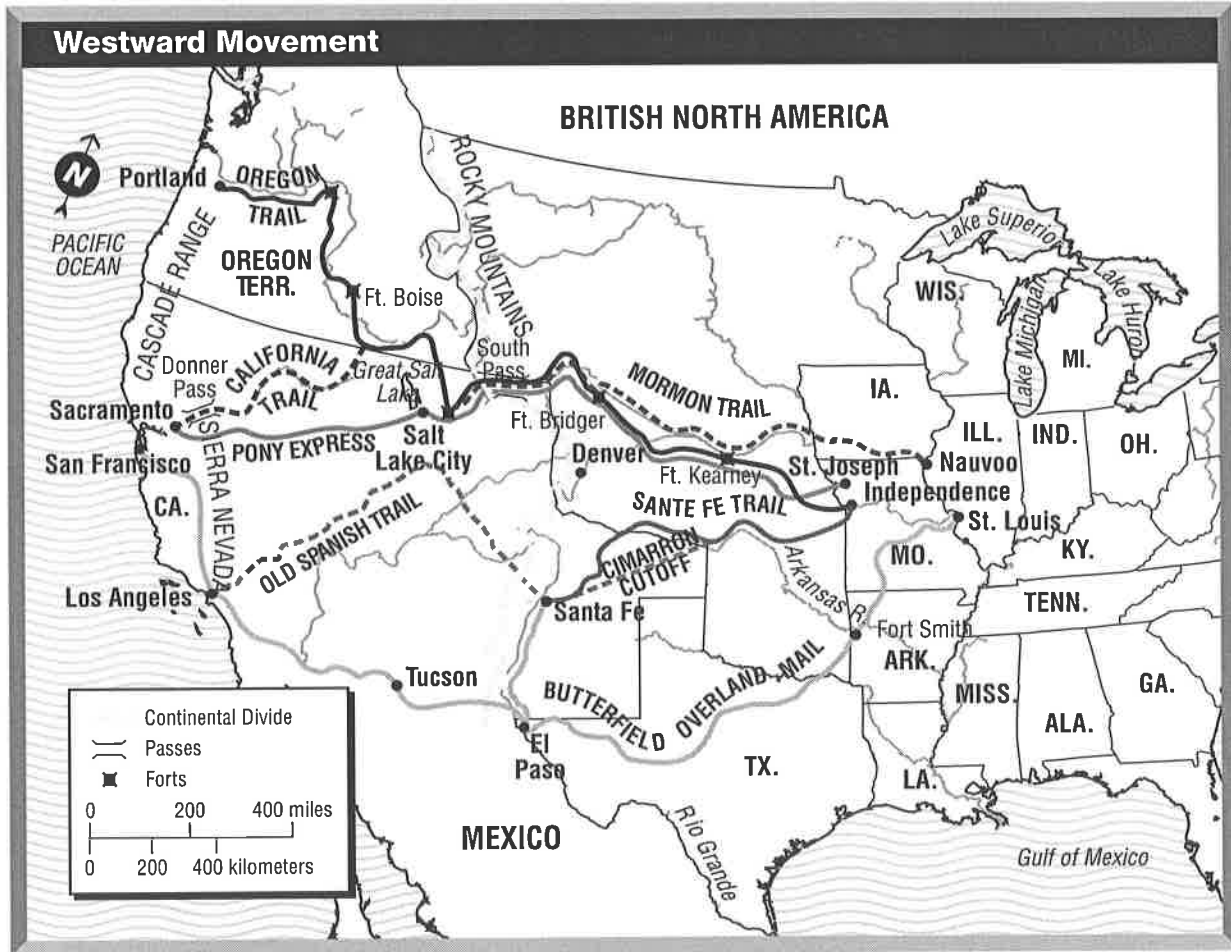 Westward Movement
BRITISH NORTH AMERICA
N
Portland
OREGON
TRAIL
ROCKY MOUNTAINS
PACIFIC
OCEAN
CASCADE RANGE
OREGON
TERR.
Ft. Boise
Lake Superior
Lake Michigan
Lake Huron
WIS.
MI.
Donner
Pass
CALIFORNIA
TRAIL
Great Salt
Lake
South
Pass
MORMON TRAIL
IA.
Sacramento
PONY EXPRESS
Salt
Lake City
Ft. Bridger
ILL.
IND.
OH.
San Francisco
SIERRA NEVADA
Denver
Ft. Kearney
St. Joseph
Nauvoo
CA.
SANTE FE TRAIL
Independence
St. Louis
OLD SPANISH TRAIL
CIMARRON
CUTOFF
Arkansas R.
MO.
KY.
Los Angeles
Santa Fe
TENN.
Fort Smith
ARK.
Tucson
BUTTERFIELD OVERLAND MAIL
MISS.
ALA.
GA.
El
Paso
TX.
LA.
MEXICO
Rio Grande
Gulf of Mexico
Continental Divide
Passes
Forts
0 200 400 miles
0 200 400 kilometers